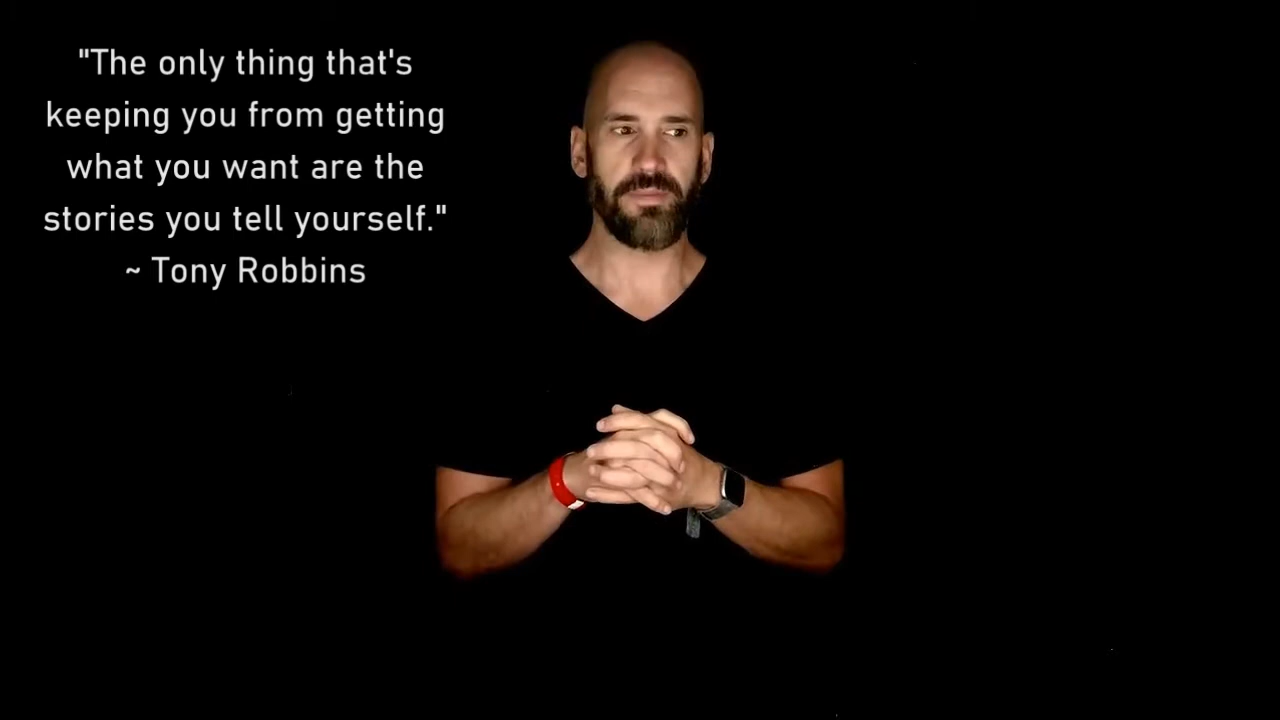 "The only thing that's
keeping you from getting
what you want are the
stories you tell yourself."
~ Tony Robbins